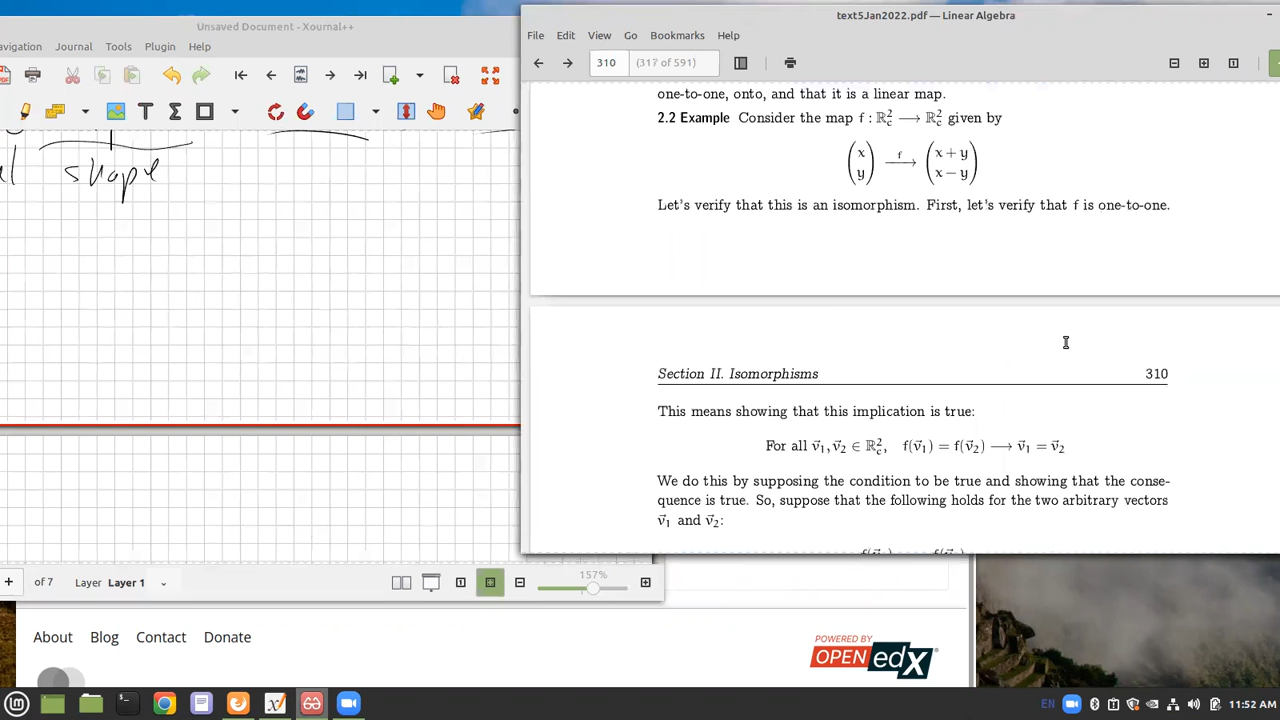 Unsaved Document - Xournal++
avigation Journal Tools Plugin Help
shape
of 7 Layer Layer 1 157%
text5Jan2022.pdf — Linear Algebra
File Edit View Go Bookmarks Help
310 (317 of 591)
one-to-one, onto, and that it is a linear map.
2.2 Example Consider the map f : ℝ²c ⟶ ℝ²c given by
(x y) f⟶ (x + y x − y)
Let's verify that this is an isomorphism. First, let's verify that f is one-to-one.
Section II. Isomorphisms 310
This means showing that this implication is true:
For all v⃗1, v⃗2 ∈ ℝ²c, f(v⃗1) = f(v⃗2) ⟶ v⃗1 = v⃗2
We do this by supposing the condition to be true and showing that the conse-
quence is true. So, suppose that the following holds for the two arbitrary vectors
v⃗1 and v⃗2:
About Blog Contact Donate
POWERED BY
OPEN edX
EN 11:52 AM